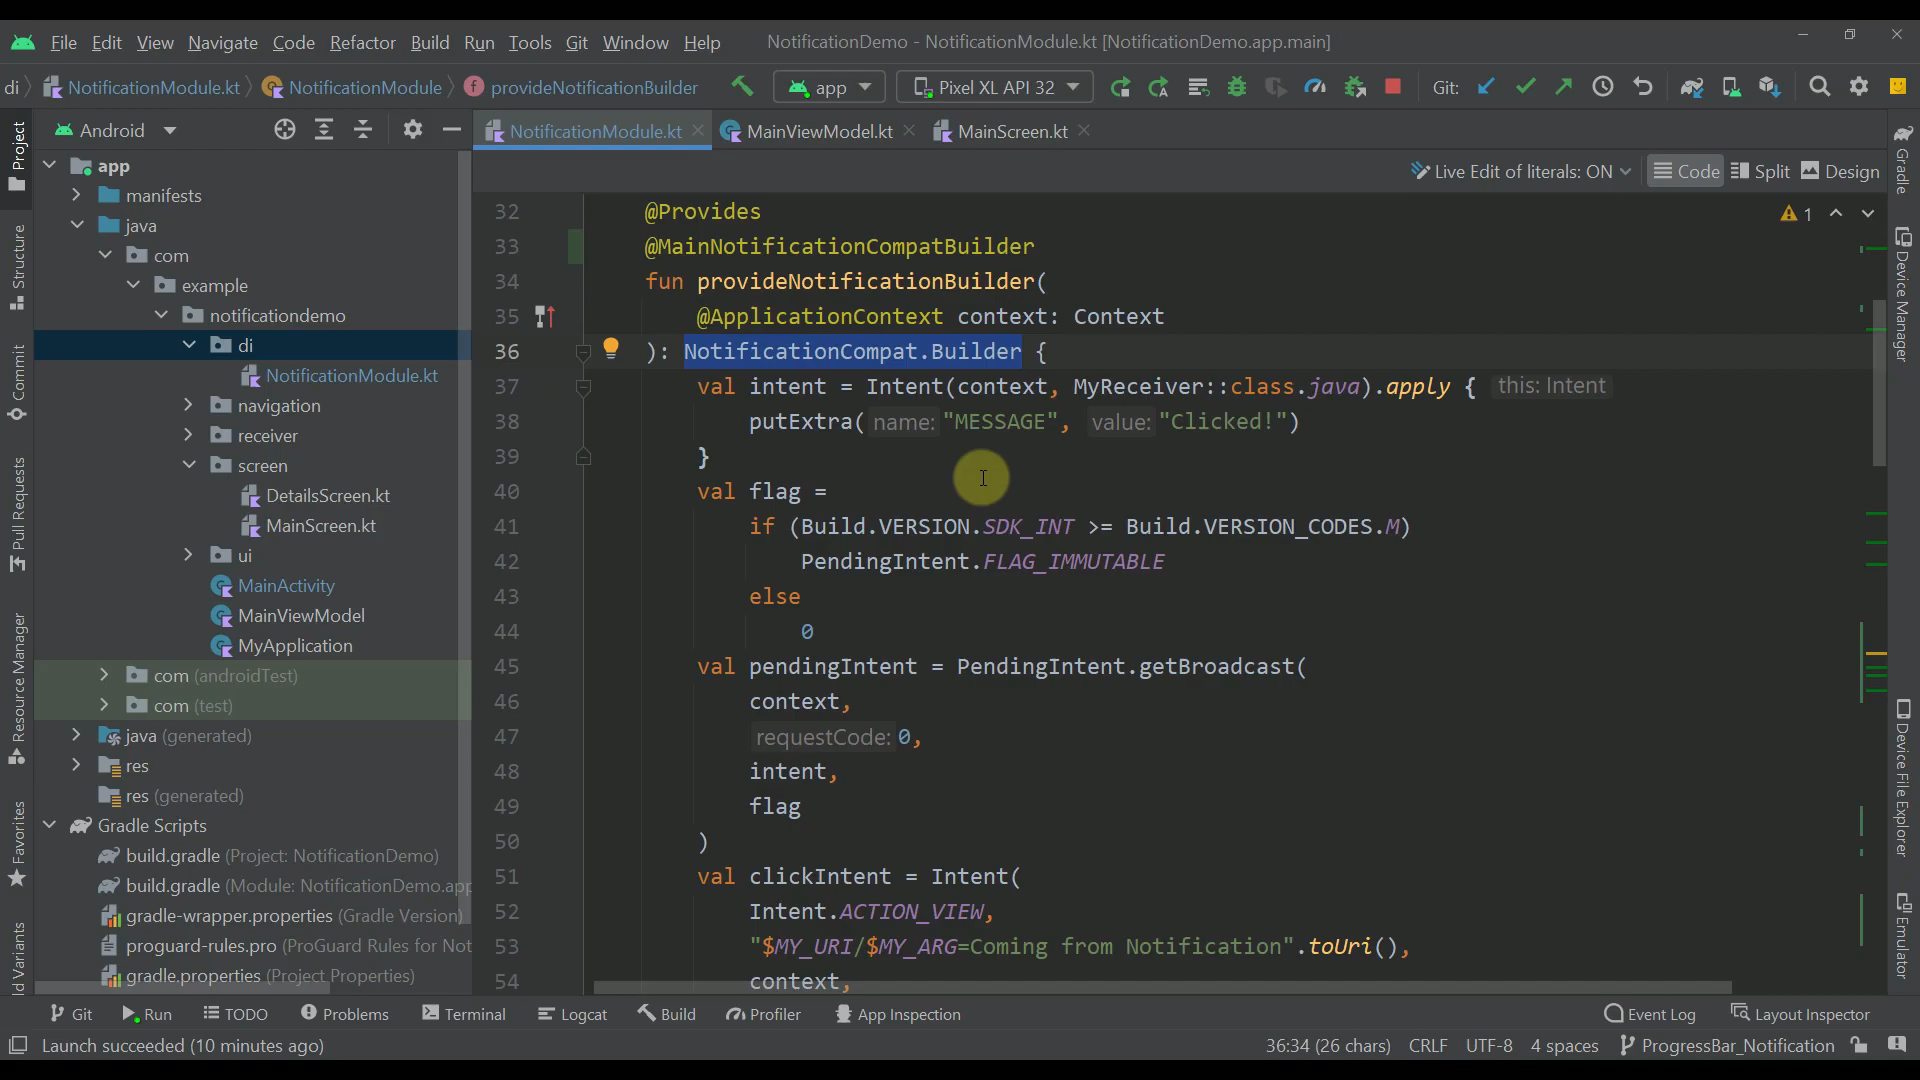 File Edit View Navigate Code Refactor Build Run Tools Git Window Help NotificationDemo - NotificationModule.kt [NotificationDemo.app.main]
di NotificationModule.kt NotificationModule provideNotificationBuilder app Pixel XL API 32 Git:
Project
Structure
Commit
Pull Requests
Resource Manager
Favorites
ld Variants
Android
app
manifests
java
com
example
notificationdemo
di
NotificationModule.kt
navigation
receiver
screen
DetailsScreen.kt
MainScreen.kt
ui
MainActivity
MainViewModel
MyApplication
com (androidTest)
com (test)
java (generated)
res
res (generated)
Gradle Scripts
build.gradle (Project: NotificationDemo)
build.gradle (Module: NotificationDemo.app
gradle-wrapper.properties (Gradle Version)
proguard-rules.pro (ProGuard Rules for Not
gradle.properties (Project Properties)
NotificationModule.kt MainViewModel.kt MainScreen.kt
Live Edit of literals: ON Code Split Design
1
32 @Provides
33 @MainNotificationCompatBuilder
34 fun provideNotificationBuilder(
35 @ApplicationContext context: Context
36 ): NotificationCompat.Builder {
37 val intent = Intent(context, MyReceiver::class.java).apply { this: Intent
38 putExtra( name: "MESSAGE", value: "Clicked!")
39 }
40 val flag =
41 if (Build.VERSION.SDK_INT >= Build.VERSION_CODES.M)
42 PendingIntent.FLAG_IMMUTABLE
43 else
44 0
45 val pendingIntent = PendingIntent.getBroadcast(
46 context,
47 requestCode: 0,
48 intent,
49 flag
50 )
51 val clickIntent = Intent(
52 Intent.ACTION_VIEW,
53 "$MY_URI/$MY_ARG=Coming from Notification".toUri(),
54 context,
Gradle
Device Manager
Device File Explorer
Emulator
Git Run TODO Problems Terminal Logcat Build Profiler App Inspection Event Log Layout Inspector
Launch succeeded (10 minutes ago) 36:34 (26 chars) CRLF UTF-8 4 spaces ProgressBar_Notification